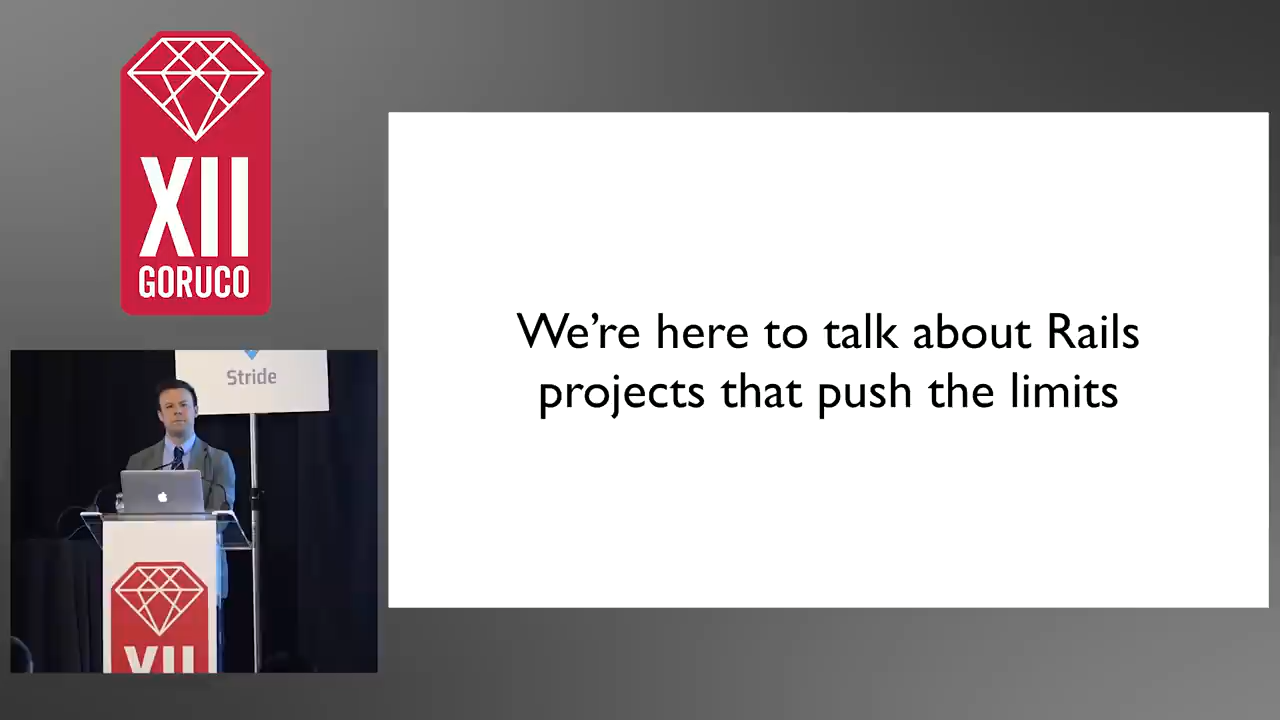 XII
GORUCO
We're here to talk about Rails
projects that push the limits
Stride
XII